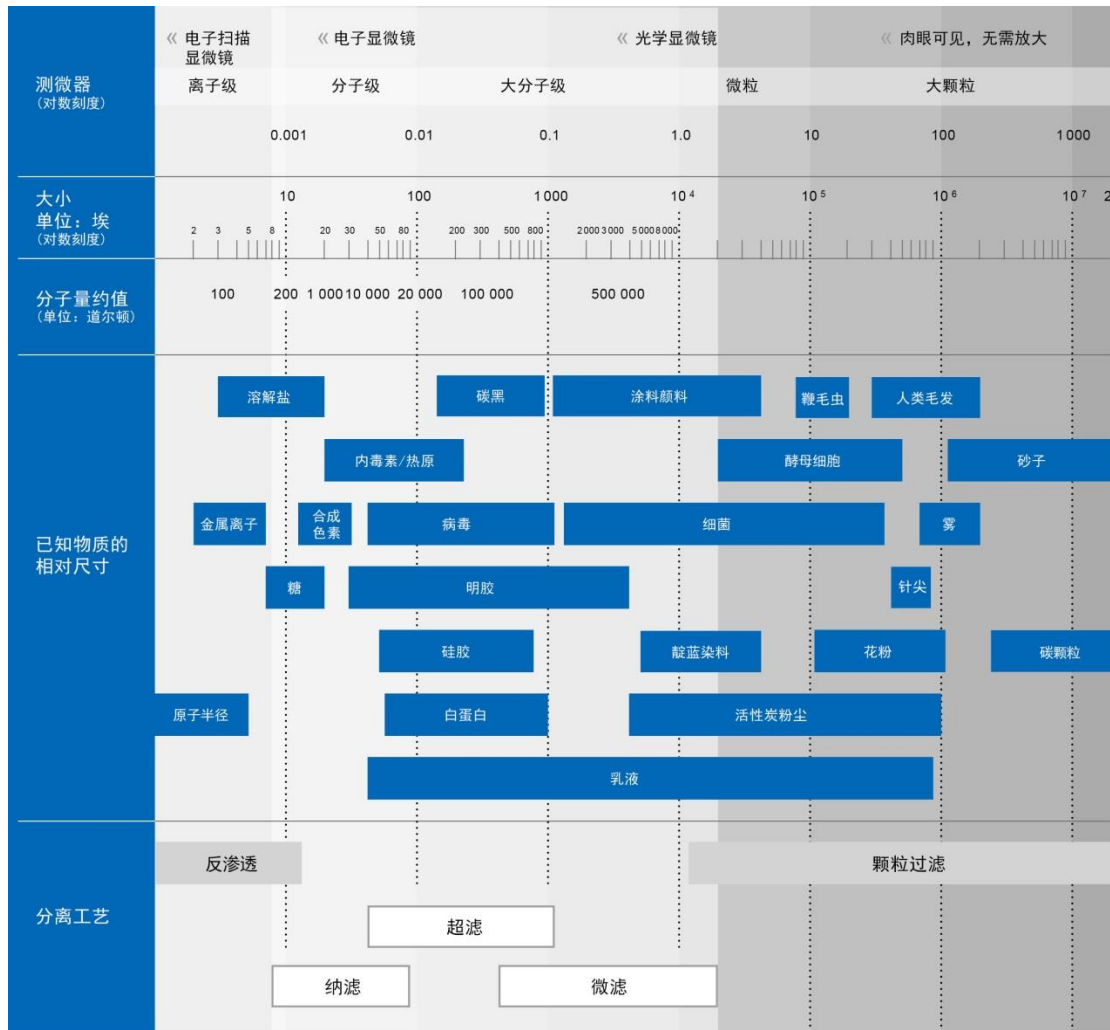 « 电子扫描
显微镜
« 电子显微镜
« 光学显微镜
« 肉眼可见，无需放大
测微器
(对数刻度)
离子级
分子级
大分子级
微粒
大颗粒
0.001
0.01
0.1
1.0
10
100
1 000
大小
单位：埃
(对数刻度)
10
100
1 000
10⁴
10⁵
10⁶
10⁷
2
2 3 5 8 20 30 50 80 200 300 500 800 2 000 3 000 5 000 8 000
分子量约值
(单位：道尔顿)
100
200
1 000
10 000
20 000
100 000
500 000
已知物质的
相对尺寸
溶解盐
碳黑
涂料颜料
鞭毛虫
人类毛发
内毒素/热原
酵母细胞
砂子
金属离子
合成
色素
病毒
细菌
雾
糖
明胶
针尖
硅胶
靛蓝染料
花粉
碳颗粒
原子半径
白蛋白
活性炭粉尘
乳液
分离工艺
反渗透
颗粒过滤
超滤
纳滤
微滤